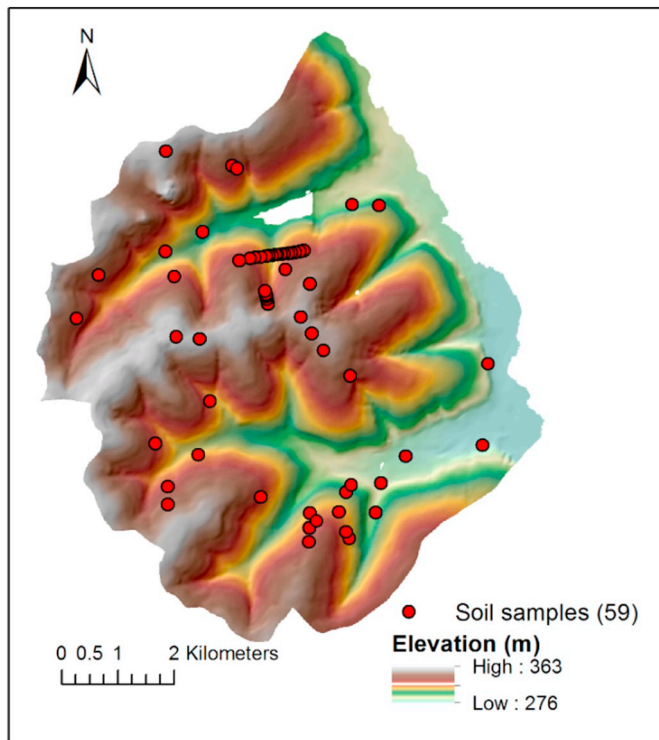 N
Soil samples (59)
Elevation (m)
High : 363
Low : 276
0 0.5 1 2 Kilometers